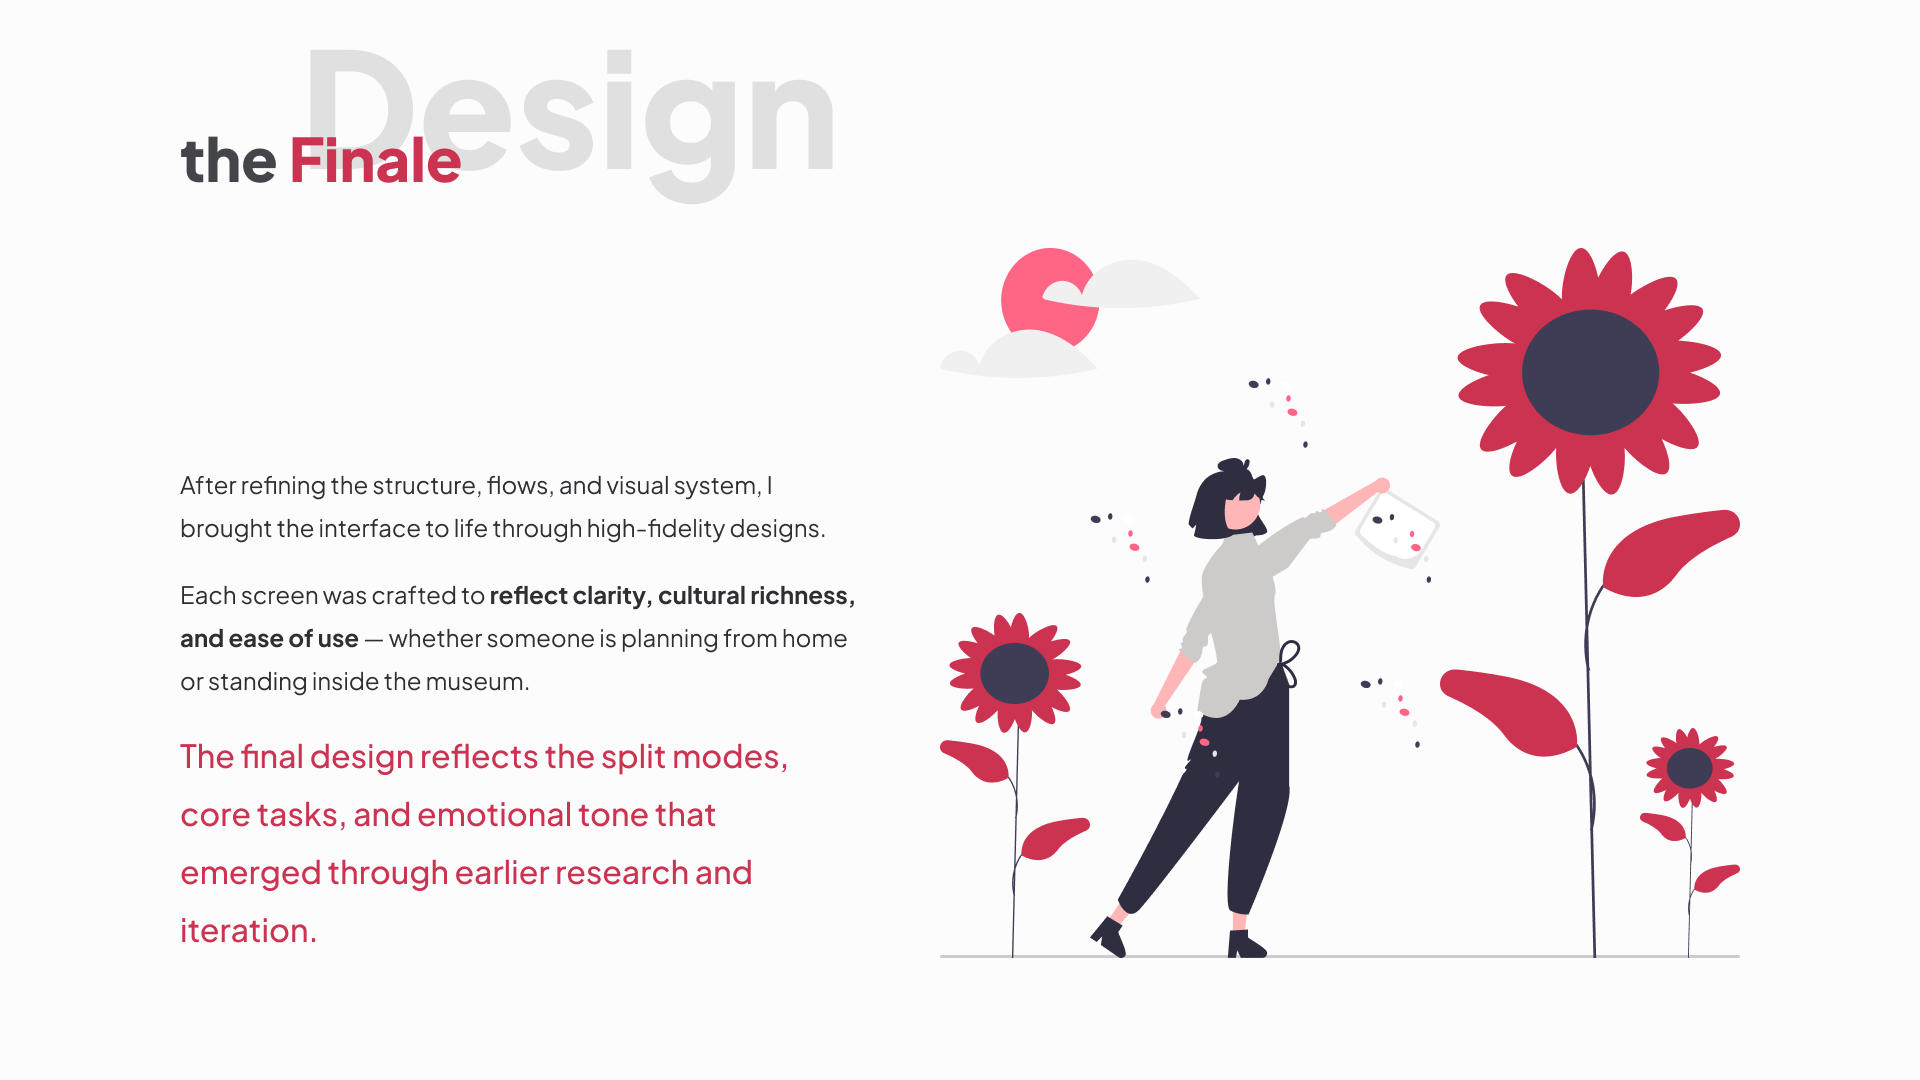 Design
the Finale
After refining the structure, flows, and visual system, I
brought the interface to life through high-fidelity designs.
Each screen was crafted to reflect clarity, cultural richness,
and ease of use — whether someone is planning from home
or standing inside the museum.
The final design reflects the split modes,
core tasks, and emotional tone that
emerged through earlier research and
iteration.